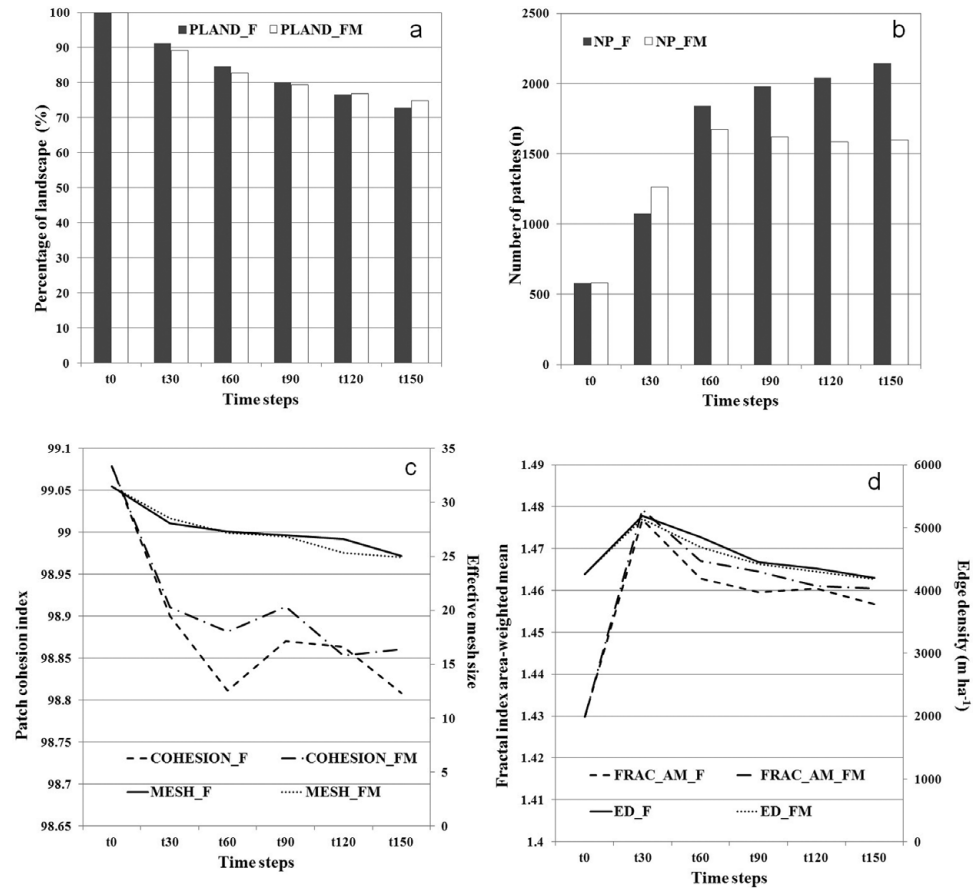 a
PLAND_F PLAND_FM
100
90
80
70
60
50
40
30
20
10
0
Percentage of landscape (%)
t0 t30 t60 t90 t120 t150
Time steps
b
NP_F NP_FM
2500
2000
1500
1000
500
0
Number of patches (n)
t0 t30 t60 t90 t120 t150
Time steps
c
99.1
99.05
99
98.95
98.9
98.85
98.8
98.75
98.7
98.65
Patch cohesion index
35
30
25
20
15
10
5
0
Effective mesh size
COHESION_F COHESION_FM
MESH_F MESH_FM
t0 t30 t60 t90 t120 t150
Time steps
d
1.49
1.48
1.47
1.46
1.45
1.44
1.43
1.42
1.41
1.4
Fractal index area-weighted mean
6000
5000
4000
3000
2000
1000
0
Edge density (m ha⁻¹)
FRAC_AM_F FRAC_AM_FM
ED_F ED_FM
t0 t30 t60 t90 t120 t150
Time steps